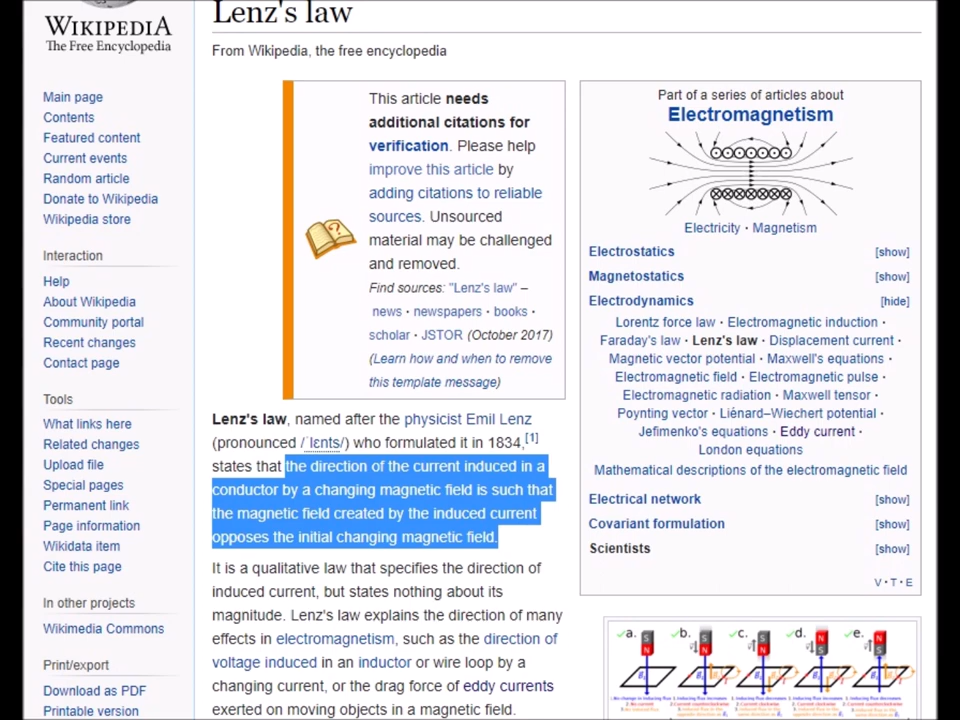 Lenz's law
WIKIPEDIA
The Free Encyclopedia
From Wikipedia, the free encyclopedia
Main page
Contents
Featured content
Current events
Random article
Donate to Wikipedia
Wikipedia store
Interaction
Help
About Wikipedia
Community portal
Recent changes
Contact page
Tools
What links here
Related changes
Upload file
Special pages
Permanent link
Page information
Wikidata item
Cite this page
In other projects
Wikimedia Commons
Print/export
Download as PDF
Printable version
This article needs
additional citations for
verification. Please help
improve this article by
adding citations to reliable
sources. Unsourced
material may be challenged
and removed.
Find sources: "Lenz's law" –
news · newspapers · books ·
scholar · JSTOR (October 2017)
(Learn how and when to remove
this template message)
Lenz's law, named after the physicist Emil Lenz
(pronounced /ˈlɛnts/) who formulated it in 1834,[1]
states that the direction of the current induced in a
conductor by a changing magnetic field is such that
the magnetic field created by the induced current
opposes the initial changing magnetic field.
It is a qualitative law that specifies the direction of
induced current, but states nothing about its
magnitude. Lenz's law explains the direction of many
effects in electromagnetism, such as the direction of
voltage induced in an inductor or wire loop by a
changing current, or the drag force of eddy currents
exerted on moving objects in a magnetic field.
Part of a series of articles about
Electromagnetism
Electricity · Magnetism
Electrostatics [show]
Magnetostatics [show]
Electrodynamics [hide]
Lorentz force law · Electromagnetic induction ·
Faraday's law · Lenz's law · Displacement current ·
Magnetic vector potential · Maxwell's equations ·
Electromagnetic field · Electromagnetic pulse ·
Electromagnetic radiation · Maxwell tensor ·
Poynting vector · Liénard–Wiechert potential ·
Jefimenko's equations · Eddy current ·
London equations
Mathematical descriptions of the electromagnetic field
Electrical network [show]
Covariant formulation [show]
Scientists [show]
V · T · E
a. b. c. d. e.
S S S N N
N N N S S